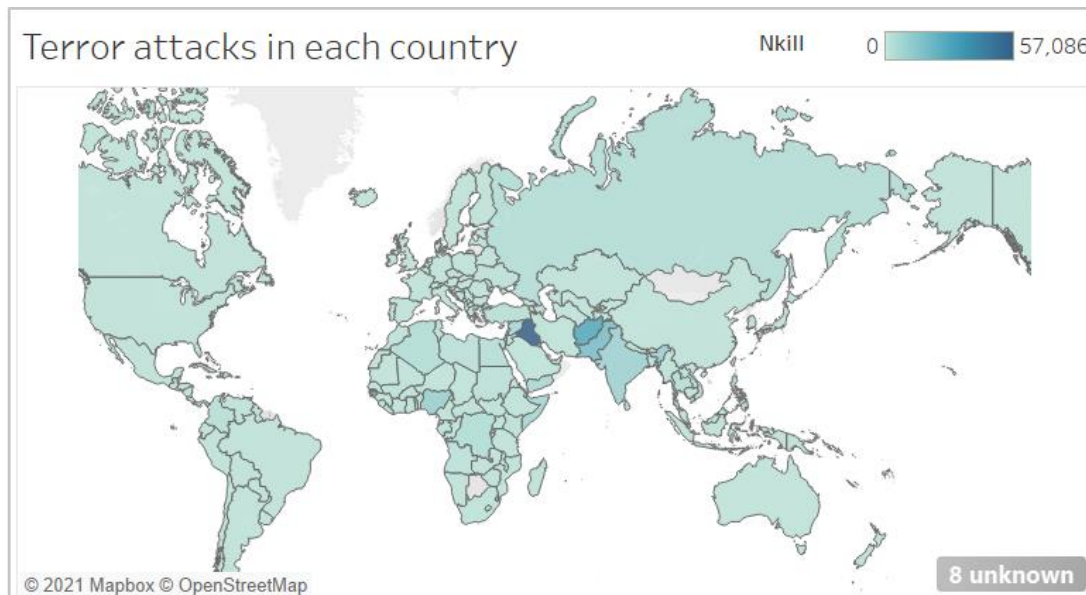 Terror attacks in each country
Nkill 0 57,086
© 2021 Mapbox © OpenStreetMap
8 unknown